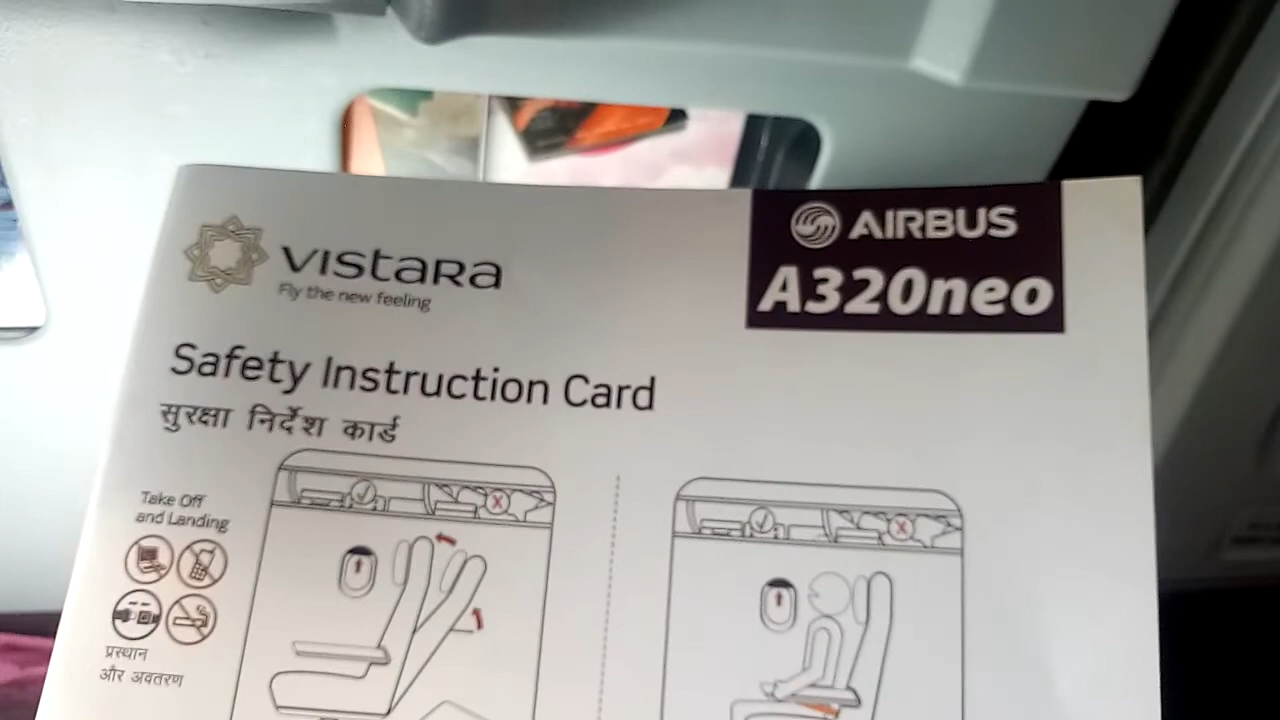 VISTARA
Fly the new feeling
AIRBUS
A320neo
Safety Instruction Card
सुरक्षा निर्देश कार्ड
Take Off
and Landing
प्रस्थान
और अवतरण